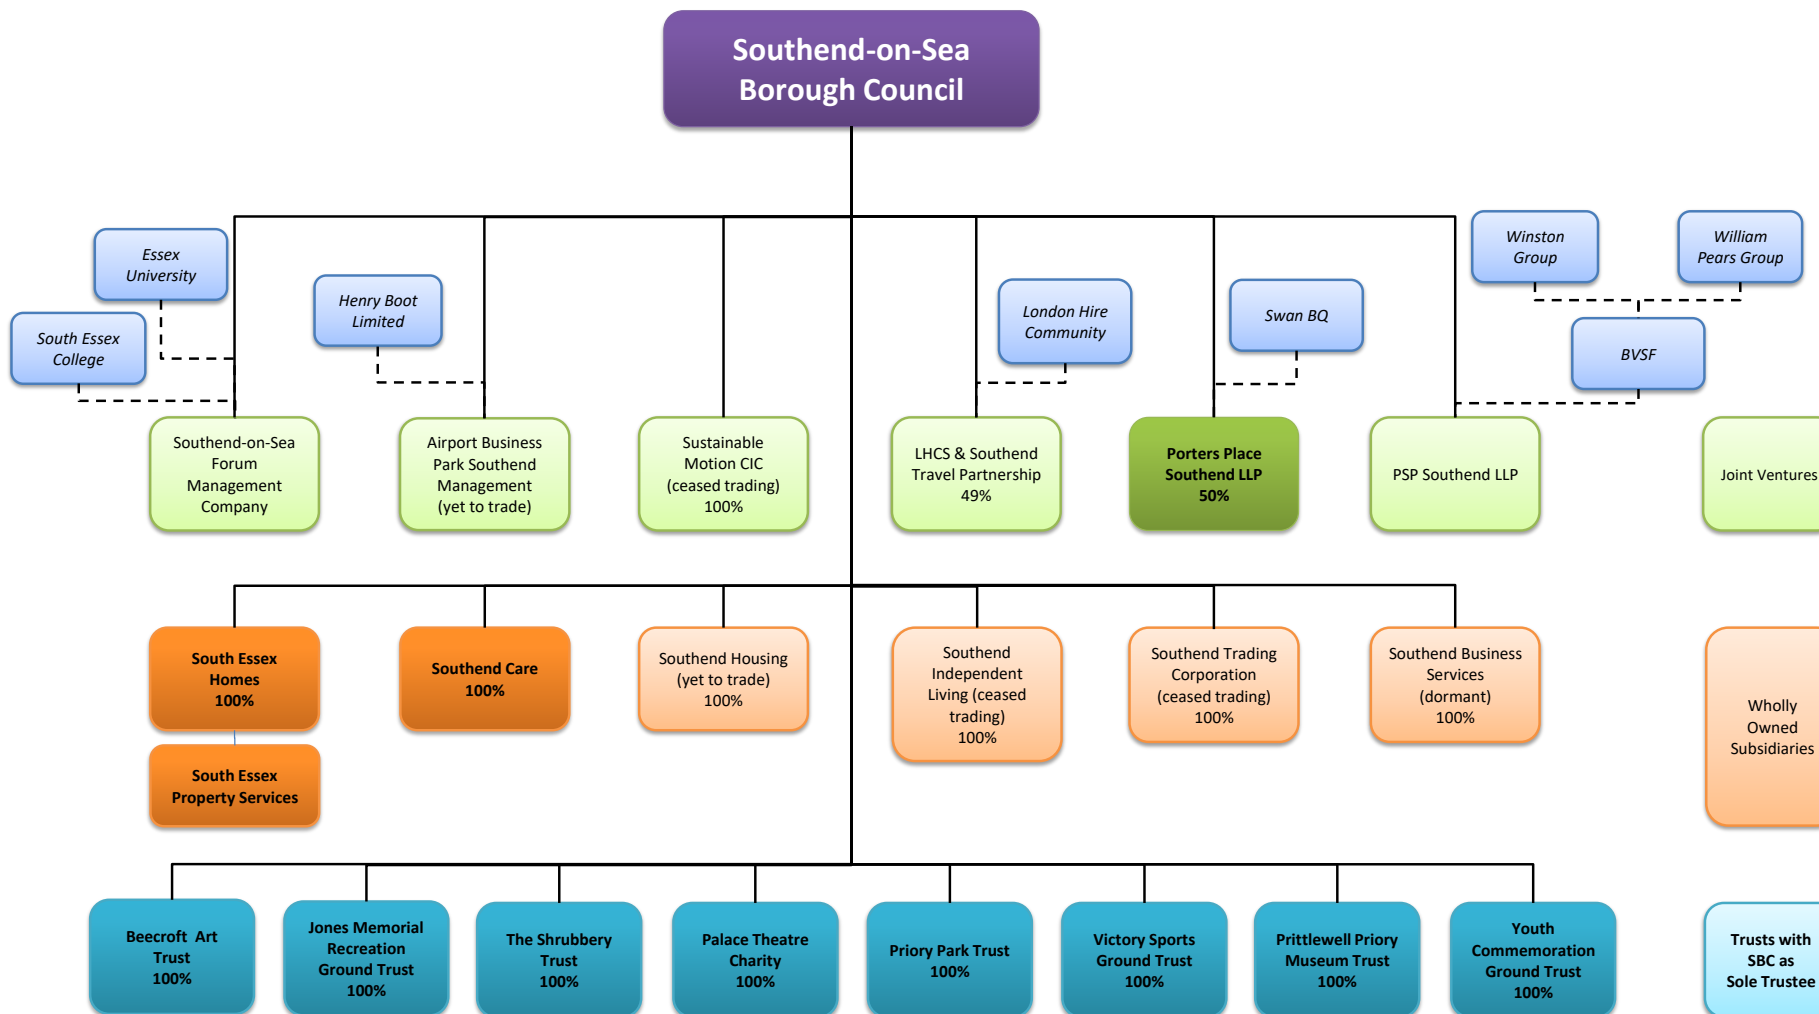 Southend-on-Sea
Borough Council
Essex
University
South Essex
College
Henry Boot
Limited
London Hire
Community
Swan BQ
Winston
Group
William
Pears Group
BVSF
Southend-on-Sea
Forum
Management
Company
Airport Business
Park Southend
Management
(yet to trade)
Sustainable
Motion CIC
(ceased trading)
100%
LHCS & Southend
Travel Partnership
49%
Porters Place
Southend LLP
50%
PSP Southend LLP
Joint Ventures
South Essex
Homes
100%
Southend Care
100%
Southend Housing
(yet to trade)
100%
Southend
Independent
Living (ceased
trading)
100%
Southend Trading
Corporation
(ceased trading)
100%
Southend Business
Services
(dormant)
100%
Wholly
Owned
Subsidiaries
South Essex
Property Services
Beecroft Art
Trust
100%
Jones Memorial
Recreation
Ground Trust
100%
The Shrubbery
Trust
100%
Palace Theatre
Charity
100%
Priory Park Trust
100%
Victory Sports
Ground Trust
100%
Prittlewell Priory
Museum Trust
100%
Youth
Commemoration
Ground Trust
100%
Trusts with
SBC as
Sole Trustee